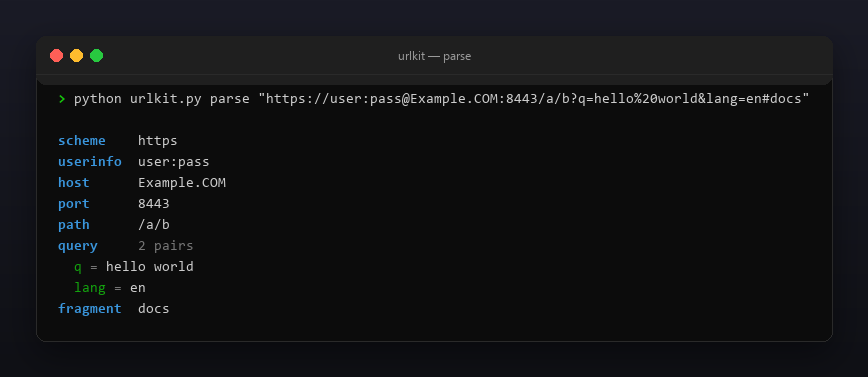 urlkit — parse
❯ python urlkit.py parse "https://user:pass@Example.COM:8443/a/b?q=hello%20world&lang=en#docs"
scheme    https
userinfo  user:pass
host      Example.COM
port      8443
path      /a/b
query     2 pairs
  q = hello world
  lang = en
fragment  docs